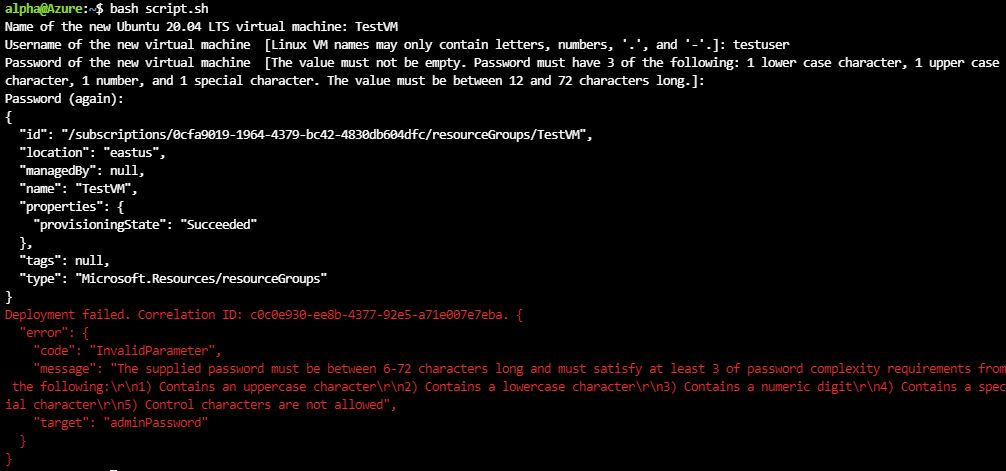 alpha@Azure:~$ bash script.sh
Name of the new Ubuntu 20.04 LTS virtual machine: TestVM
Username of the new virtual machine  [Linux VM names may only contain letters, numbers, '.', and '-'.]: testuser
Password of the new virtual machine  [The value must not be empty. Password must have 3 of the following: 1 lower case character, 1 upper case
character, 1 number, and 1 special character. The value must be between 12 and 72 characters long.]:
Password (again):
{
  "id": "/subscriptions/0cfa9019-1964-4379-bc42-4830db604dfc/resourceGroups/TestVM",
  "location": "eastus",
  "managedBy": null,
  "name": "TestVM",
  "properties": {
    "provisioningState": "Succeeded"
  },
  "tags": null,
  "type": "Microsoft.Resources/resourceGroups"
}
Deployment failed. Correlation ID: c0c0e930-ee8b-4377-92e5-a71e007e7eba. {
  "error": {
    "code": "InvalidParameter",
    "message": "The supplied password must be between 6-72 characters long and must satisfy at least 3 of password complexity requirements from
 the following:\r\n1) Contains an uppercase character\r\n2) Contains a lowercase character\r\n3) Contains a numeric digit\r\n4) Contains a spec
ial character\r\n5) Control characters are not allowed",
    "target": "adminPassword"
  }
}